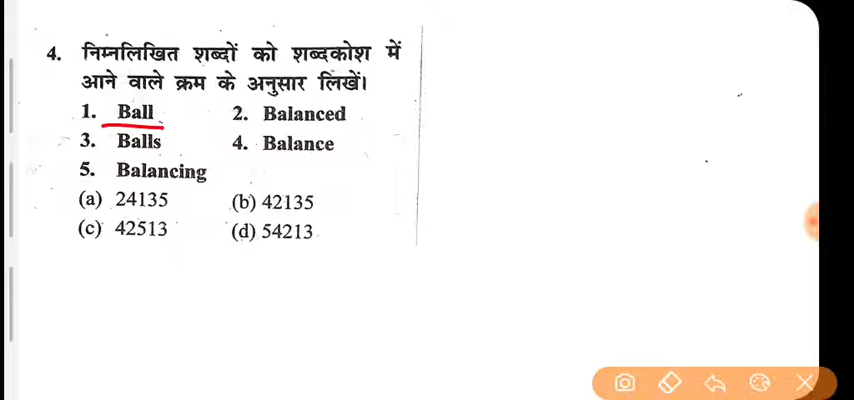 4. निम्नलिखित शब्दों को शब्दकोश में
आने वाले क्रम के अनुसार लिखें।
1. Ball 2. Balanced
3. Balls 4. Balance
5. Balancing
(a) 24135 (b) 42135
(c) 42513 (d) 54213